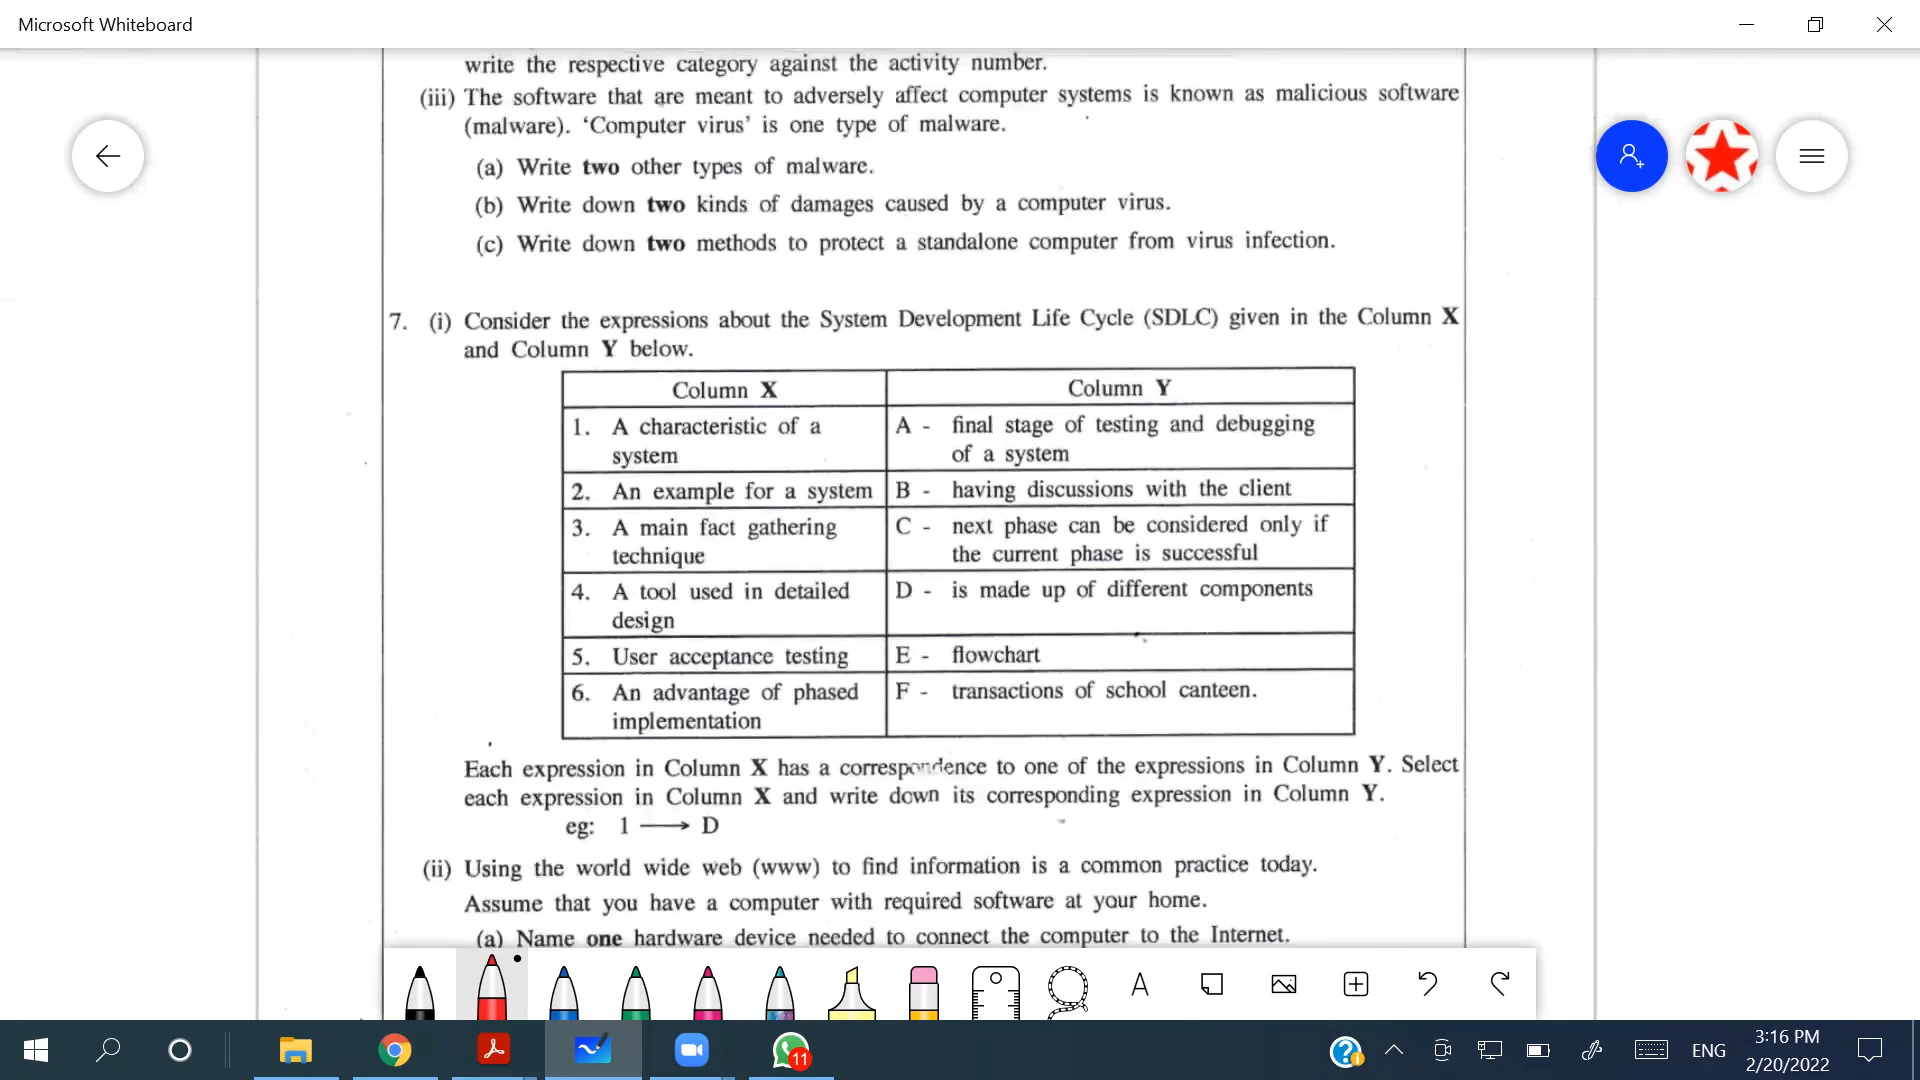 Microsoft Whiteboard
write the respective category against the activity number.
(iii) The software that are meant to adversely affect computer systems is known as malicious software
(malware). ‘Computer virus’ is one type of malware.
(a) Write two other types of malware.
(b) Write down two kinds of damages caused by a computer virus.
(c) Write down two methods to protect a standalone computer from virus infection.
7. (i) Consider the expressions about the System Development Life Cycle (SDLC) given in the Column X
and Column Y below.
Column X Column Y
1. A characteristic of a
system
A - final stage of testing and debugging
of a system
2. An example for a system
B - having discussions with the client
3. A main fact gathering
technique
C - next phase can be considered only if
the current phase is successful
4. A tool used in detailed
design
D - is made up of different components
5. User acceptance testing
E - flowchart
6. An advantage of phased
implementation
F - transactions of school canteen.
Each expression in Column X has a correspondence to one of the expressions in Column Y. Select
each expression in Column X and write down its corresponding expression in Column Y.
eg: 1 ⟶ D
(ii) Using the world wide web (www) to find information is a common practice today.
Assume that you have a computer with required software at your home.
(a) Name one hardware device needed to connect the computer to the Internet.
11
ENG
3:16 PM
2/20/2022